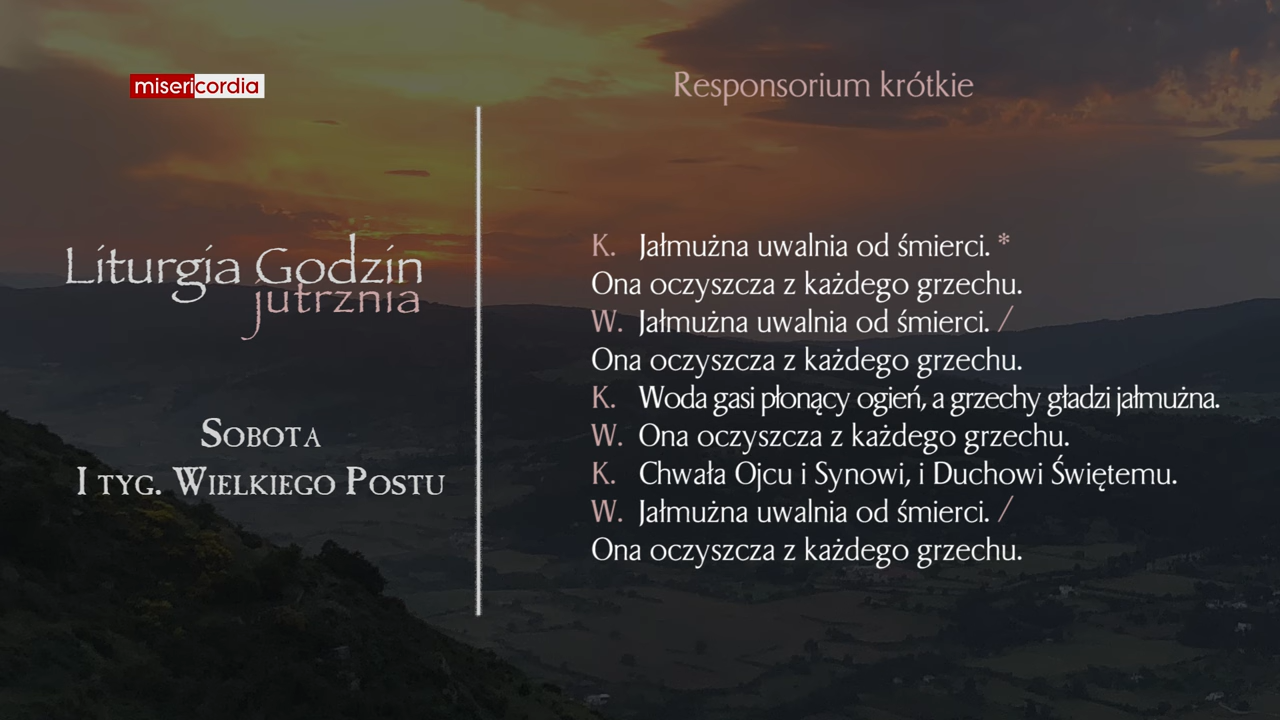 misericordia
Responsorium krótkie
Liturgia Godzin
jutrznia
Sobota
I tyg. Wielkiego Postu
K. Jałmużna uwalnia od śmierci. *
Ona oczyszcza z każdego grzechu.
W. Jałmużna uwalnia od śmierci. /
Ona oczyszcza z każdego grzechu.
K. Woda gasi płonący ogień, a grzechy gładzi jałmużna.
W. Ona oczyszcza z każdego grzechu.
K. Chwała Ojcu i Synowi, i Duchowi Świętemu.
W. Jałmużna uwalnia od śmierci. /
Ona oczyszcza z każdego grzechu.